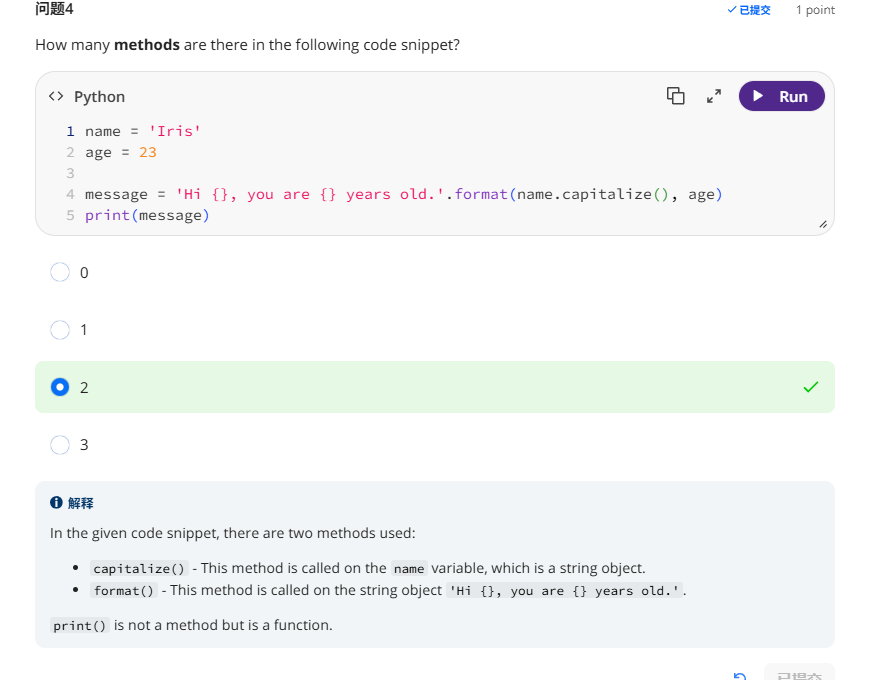 问题4
已提交 1 point
How many methods are there in the following code snippet?
Python
Run
1 name = 'Iris'
2 age = 23
3
4 message = 'Hi {}, you are {} years old.'.format(name.capitalize(), age)
5 print(message)
0
1
2
3
解释
In the given code snippet, there are two methods used:
• capitalize() - This method is called on the name variable, which is a string object.
• format() - This method is called on the string object 'Hi {}, you are {} years old.'.
print() is not a method but is a function.
已提交